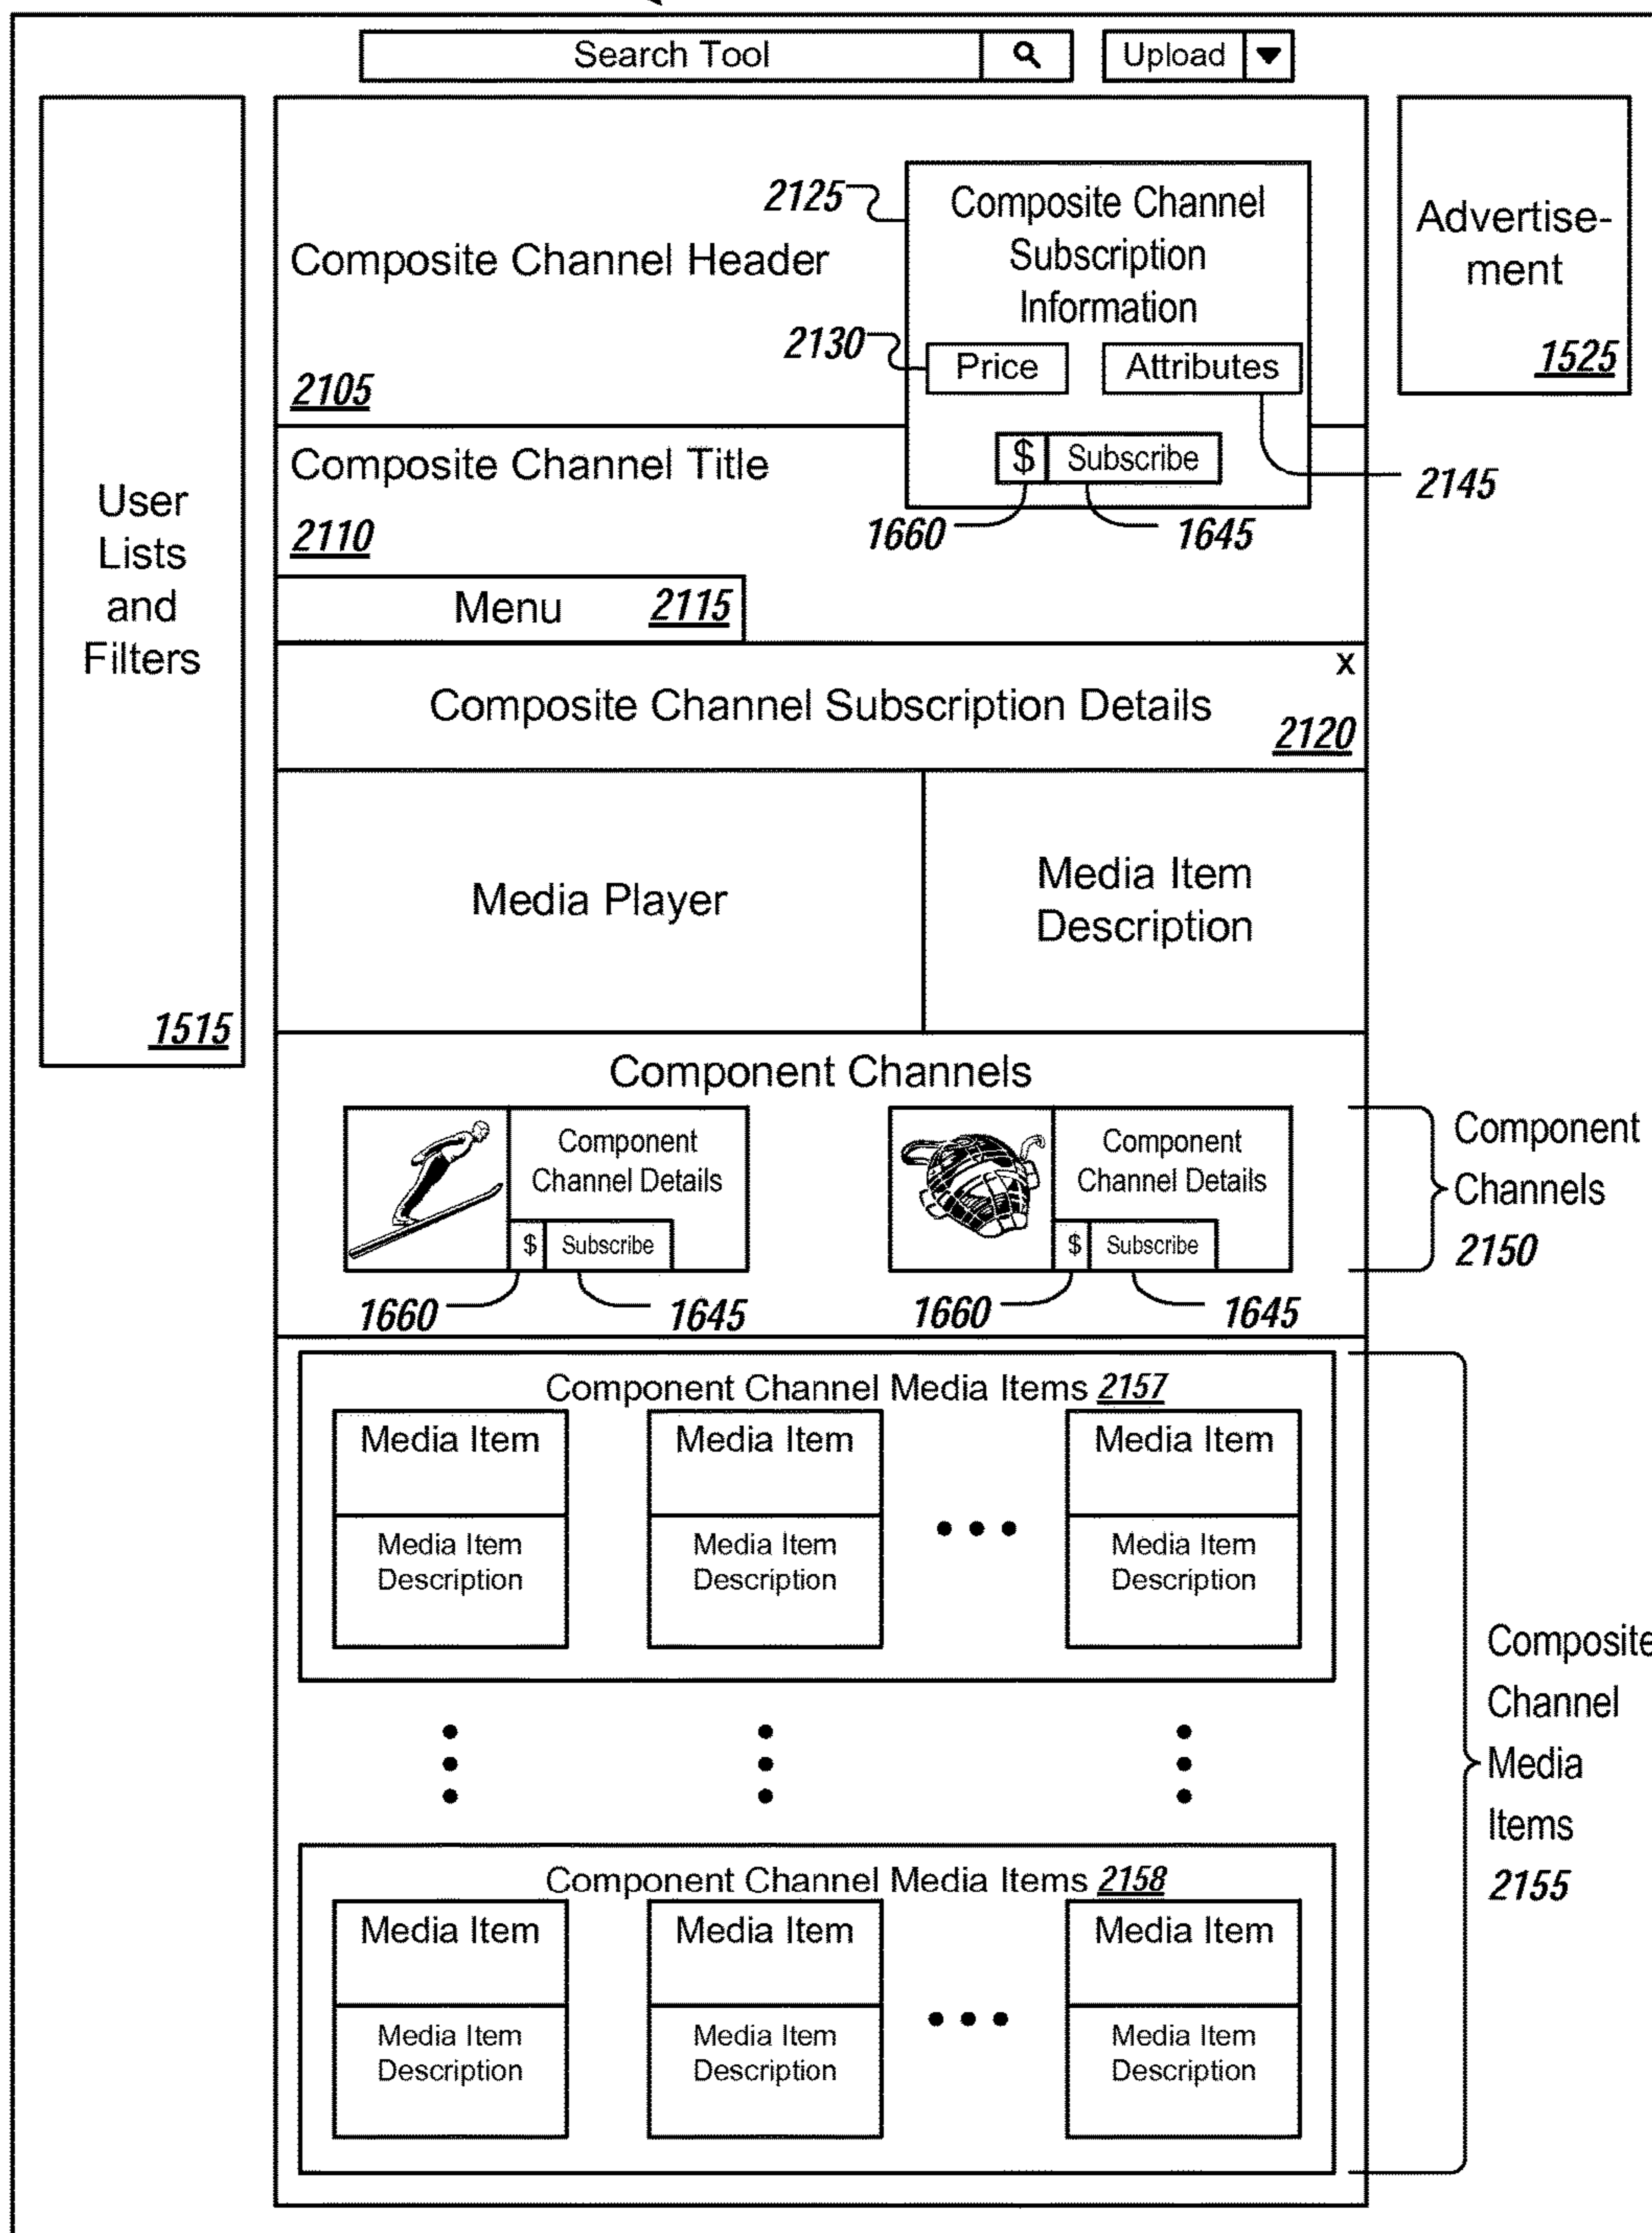 Search Tool
Upload
User
Lists
and
Filters
1515
Composite Channel Header
2105
2125
Composite Channel
Subscription
Information
2130
Price
Attributes
$ Subscribe
2145
1660
1645
Advertise-
ment
1525
Composite Channel Title
2110
Menu 2115
x
Composite Channel Subscription Details
2120
Media Player
Media Item
Description
Component Channels
Component
Channel Details
$ Subscribe
1660
1645
Component
Channel Details
$ Subscribe
1660
1645
Component
Channels
2150
Component Channel Media Items 2157
Media Item
Media Item
Description
Media Item
Media Item
Description
Media Item
Media Item
Description
Component Channel Media Items 2158
Media Item
Media Item
Description
Media Item
Media Item
Description
Media Item
Media Item
Description
Composite
Channel
Media
Items
2155